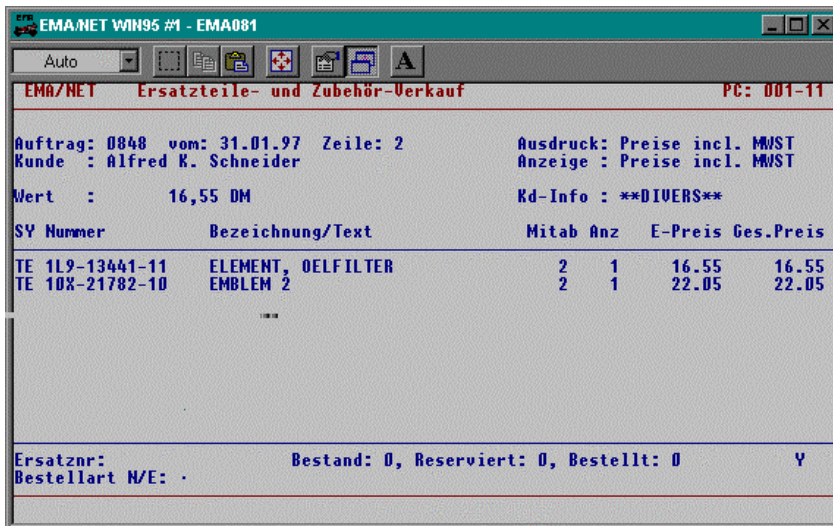 EMA/NET WIN95 #1 - EMA081
Auto
A
EMA/NET Ersatzteile- und Zubehör-Verkauf PC: 001-11
Auftrag: 0848 vom: 31.01.97 Zeile: 2 Ausdruck: Preise incl. MWST
Kunde : Alfred K. Schneider Anzeige : Preise incl. MWST
Wert : 16,55 DM Kd-Info : **DIVERS**
SY Nummer Bezeichnung/Text Mitab Anz E-Preis Ges.Preis
TE 1L9-13441-11 ELEMENT, OELFILTER 2 1 16.55 16.55
TE 10X-21782-10 EMBLEM 2 2 1 22.05 22.05
Ersatznr: Bestand: 0, Reserviert: 0, Bestellt: 0 Y
Bestellart N/E: ·